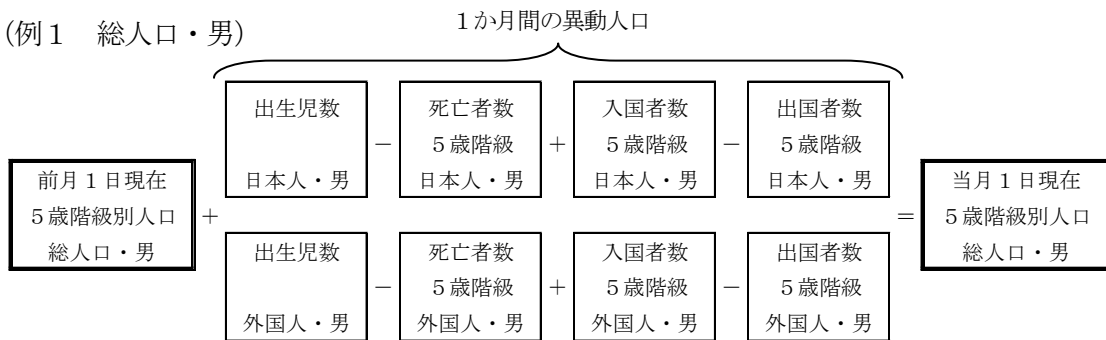 (例１　総人口・男)
１か月間の異動人口
出生児数
日本人・男
－
死亡者数
５歳階級
日本人・男
＋
入国者数
５歳階級
日本人・男
－
出国者数
５歳階級
日本人・男
前月１日現在
５歳階級別人口
総人口・男
＋
＝
当月１日現在
５歳階級別人口
総人口・男
出生児数
外国人・男
－
死亡者数
５歳階級
外国人・男
＋
入国者数
５歳階級
外国人・男
－
出国者数
５歳階級
外国人・男